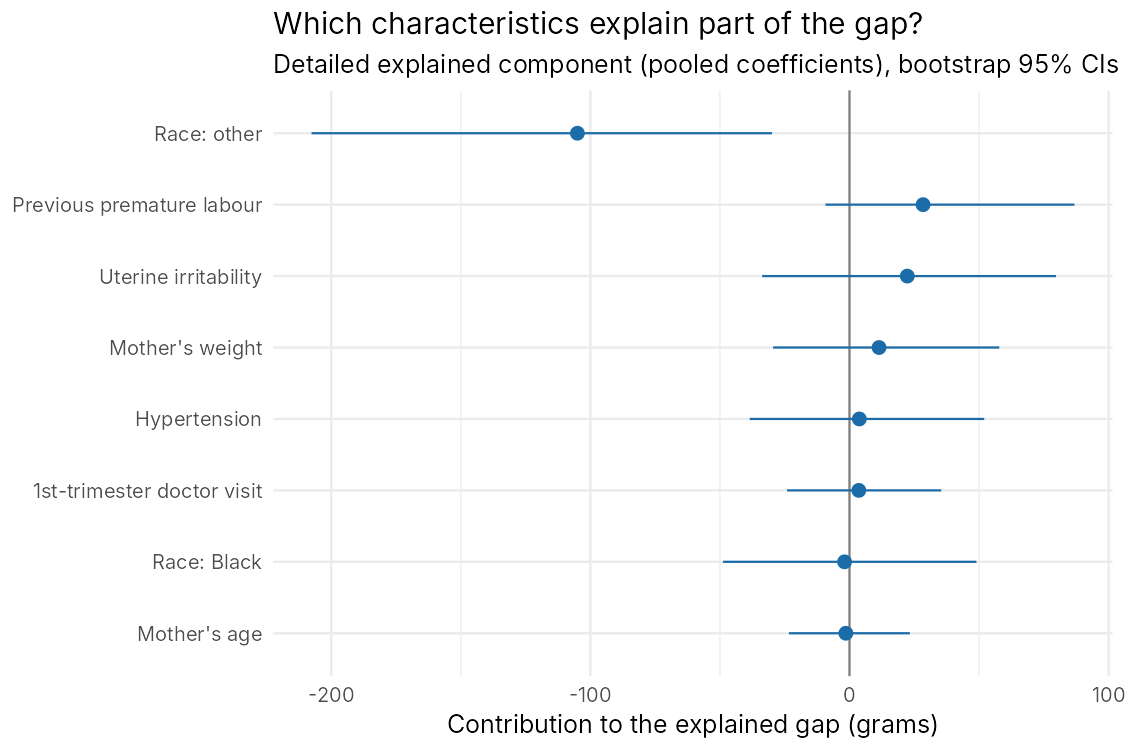 Which characteristics explain part of the gap?
Detailed explained component (pooled coefficients), bootstrap 95% CIs
Race: other
Previous premature labour
Uterine irritability
Mother's weight
Hypertension
1st-trimester doctor visit
Race: Black
Mother's age
-200 -100 0 100
Contribution to the explained gap (grams)